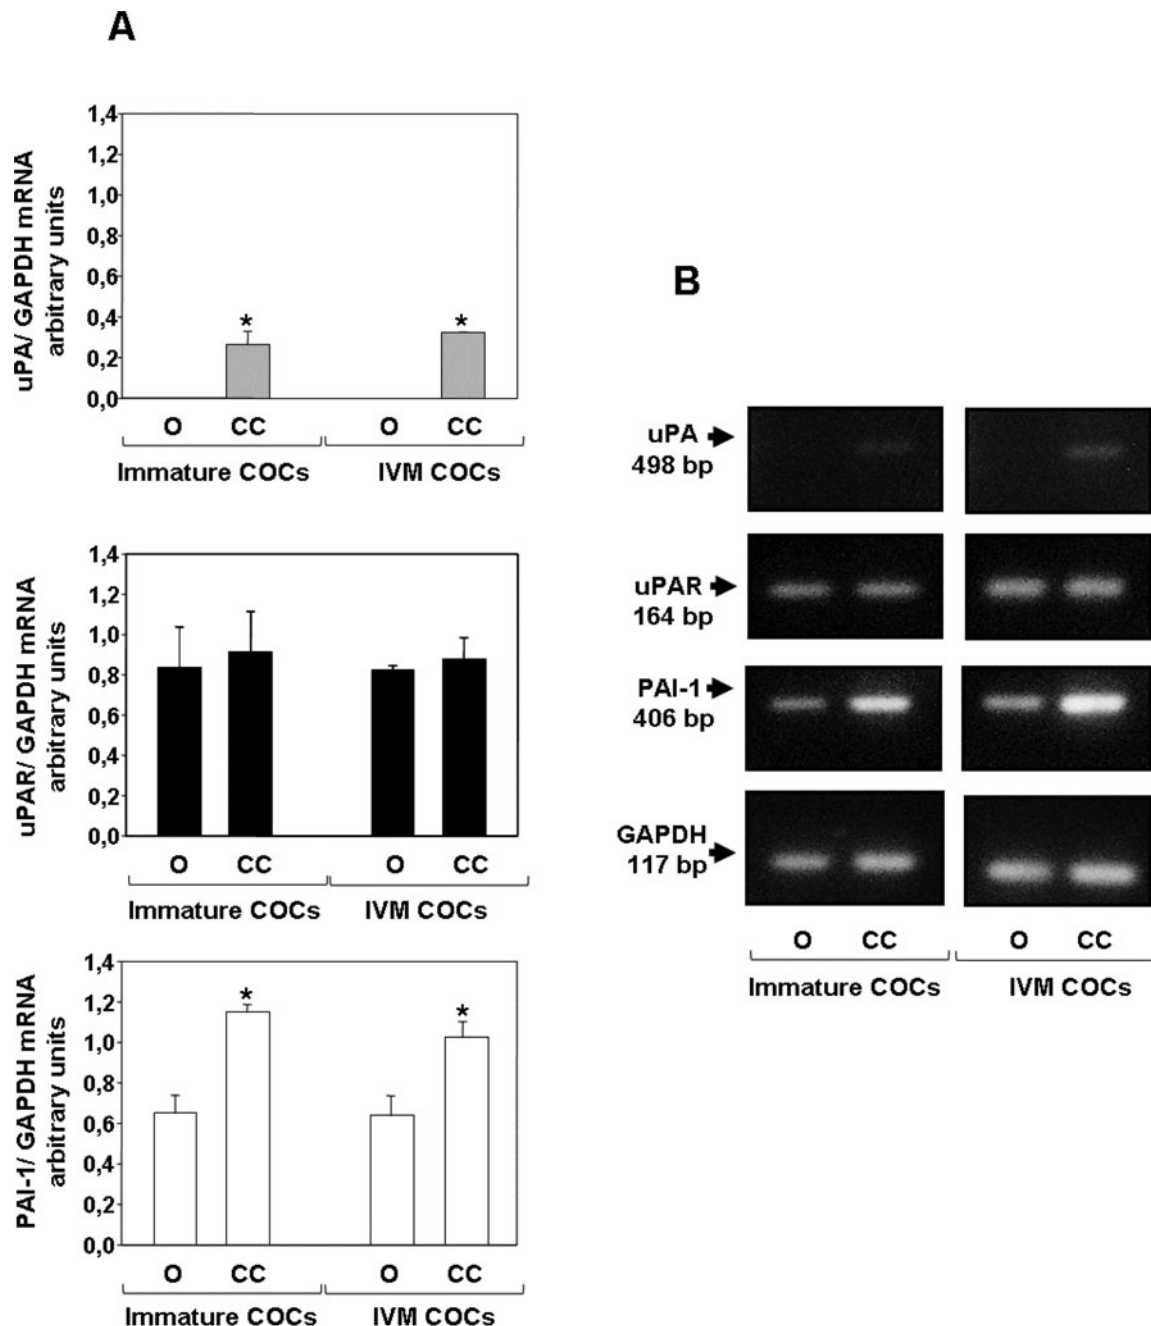 A
uPA/ GAPDH mRNA
arbitrary units
1,4
1,2
1,0
0,8
0,6
0,4
0,2
0,0
*
*
O CC O CC
Immature COCs IVM COCs
uPAR/ GAPDH mRNA
arbitrary units
1,4
1,2
1,0
0,8
0,6
0,4
0,2
0,0
O CC O CC
Immature COCs IVM COCs
PAI-1/ GAPDH mRNA
arbitrary units
1,4
1,2
1,0
0,8
0,6
0,4
0,2
0,0
*
*
O CC O CC
Immature COCs IVM COCs
B
uPA
498 bp
uPAR
164 bp
PAI-1
406 bp
GAPDH
117 bp
O CC O CC
Immature COCs IVM COCs